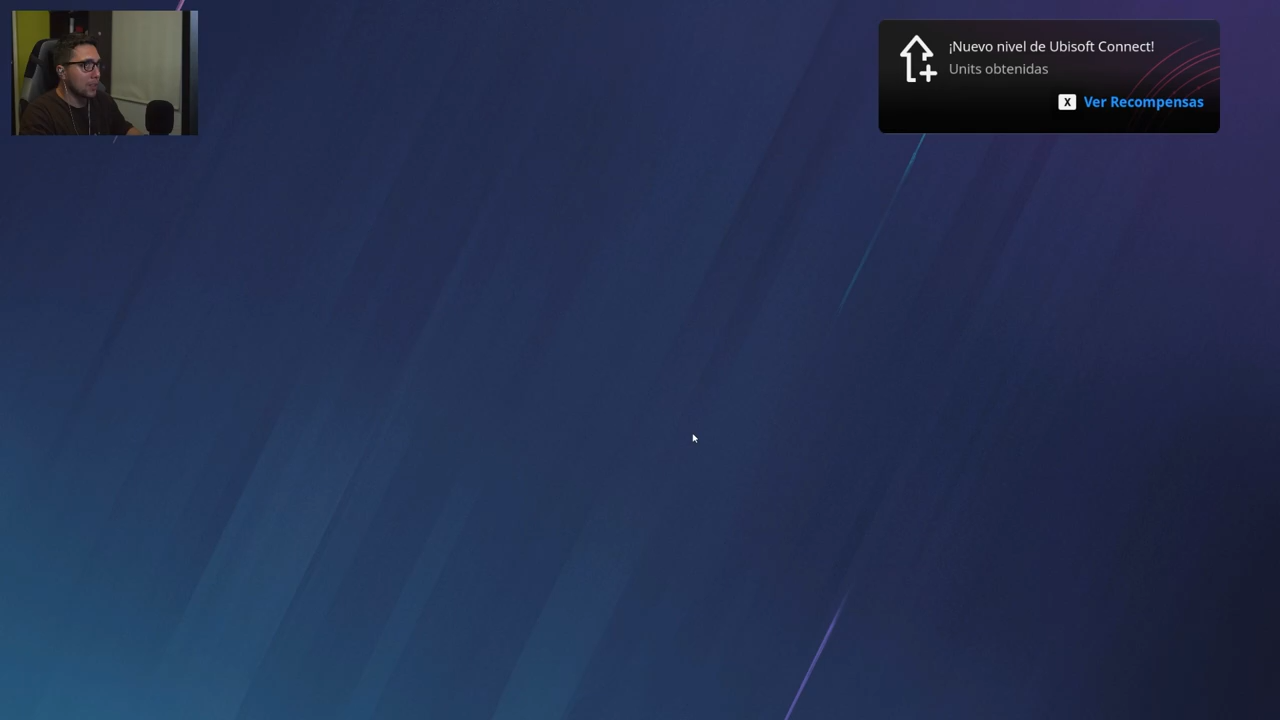 ¡Nuevo nivel de Ubisoft Connect!
Units obtenidas
X Ver Recompensas